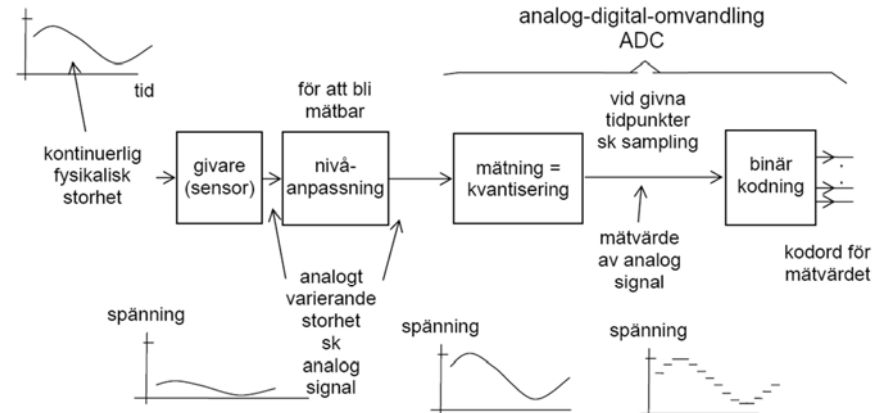 analog-digital-omvandling
ADC
tid
för att bli
mätbar
vid givna
tidpunkter
sk sampling
kontinuerlig
fysikalisk
storhet
givare
(sensor)
nivå-
anpassning
mätning =
kvantisering
binär
kodning
mätvärde
av analog
signal
kodord för
mätvärdet
analogt
varierande
storhet
sk
analog
signal
spänning
spänning
spänning